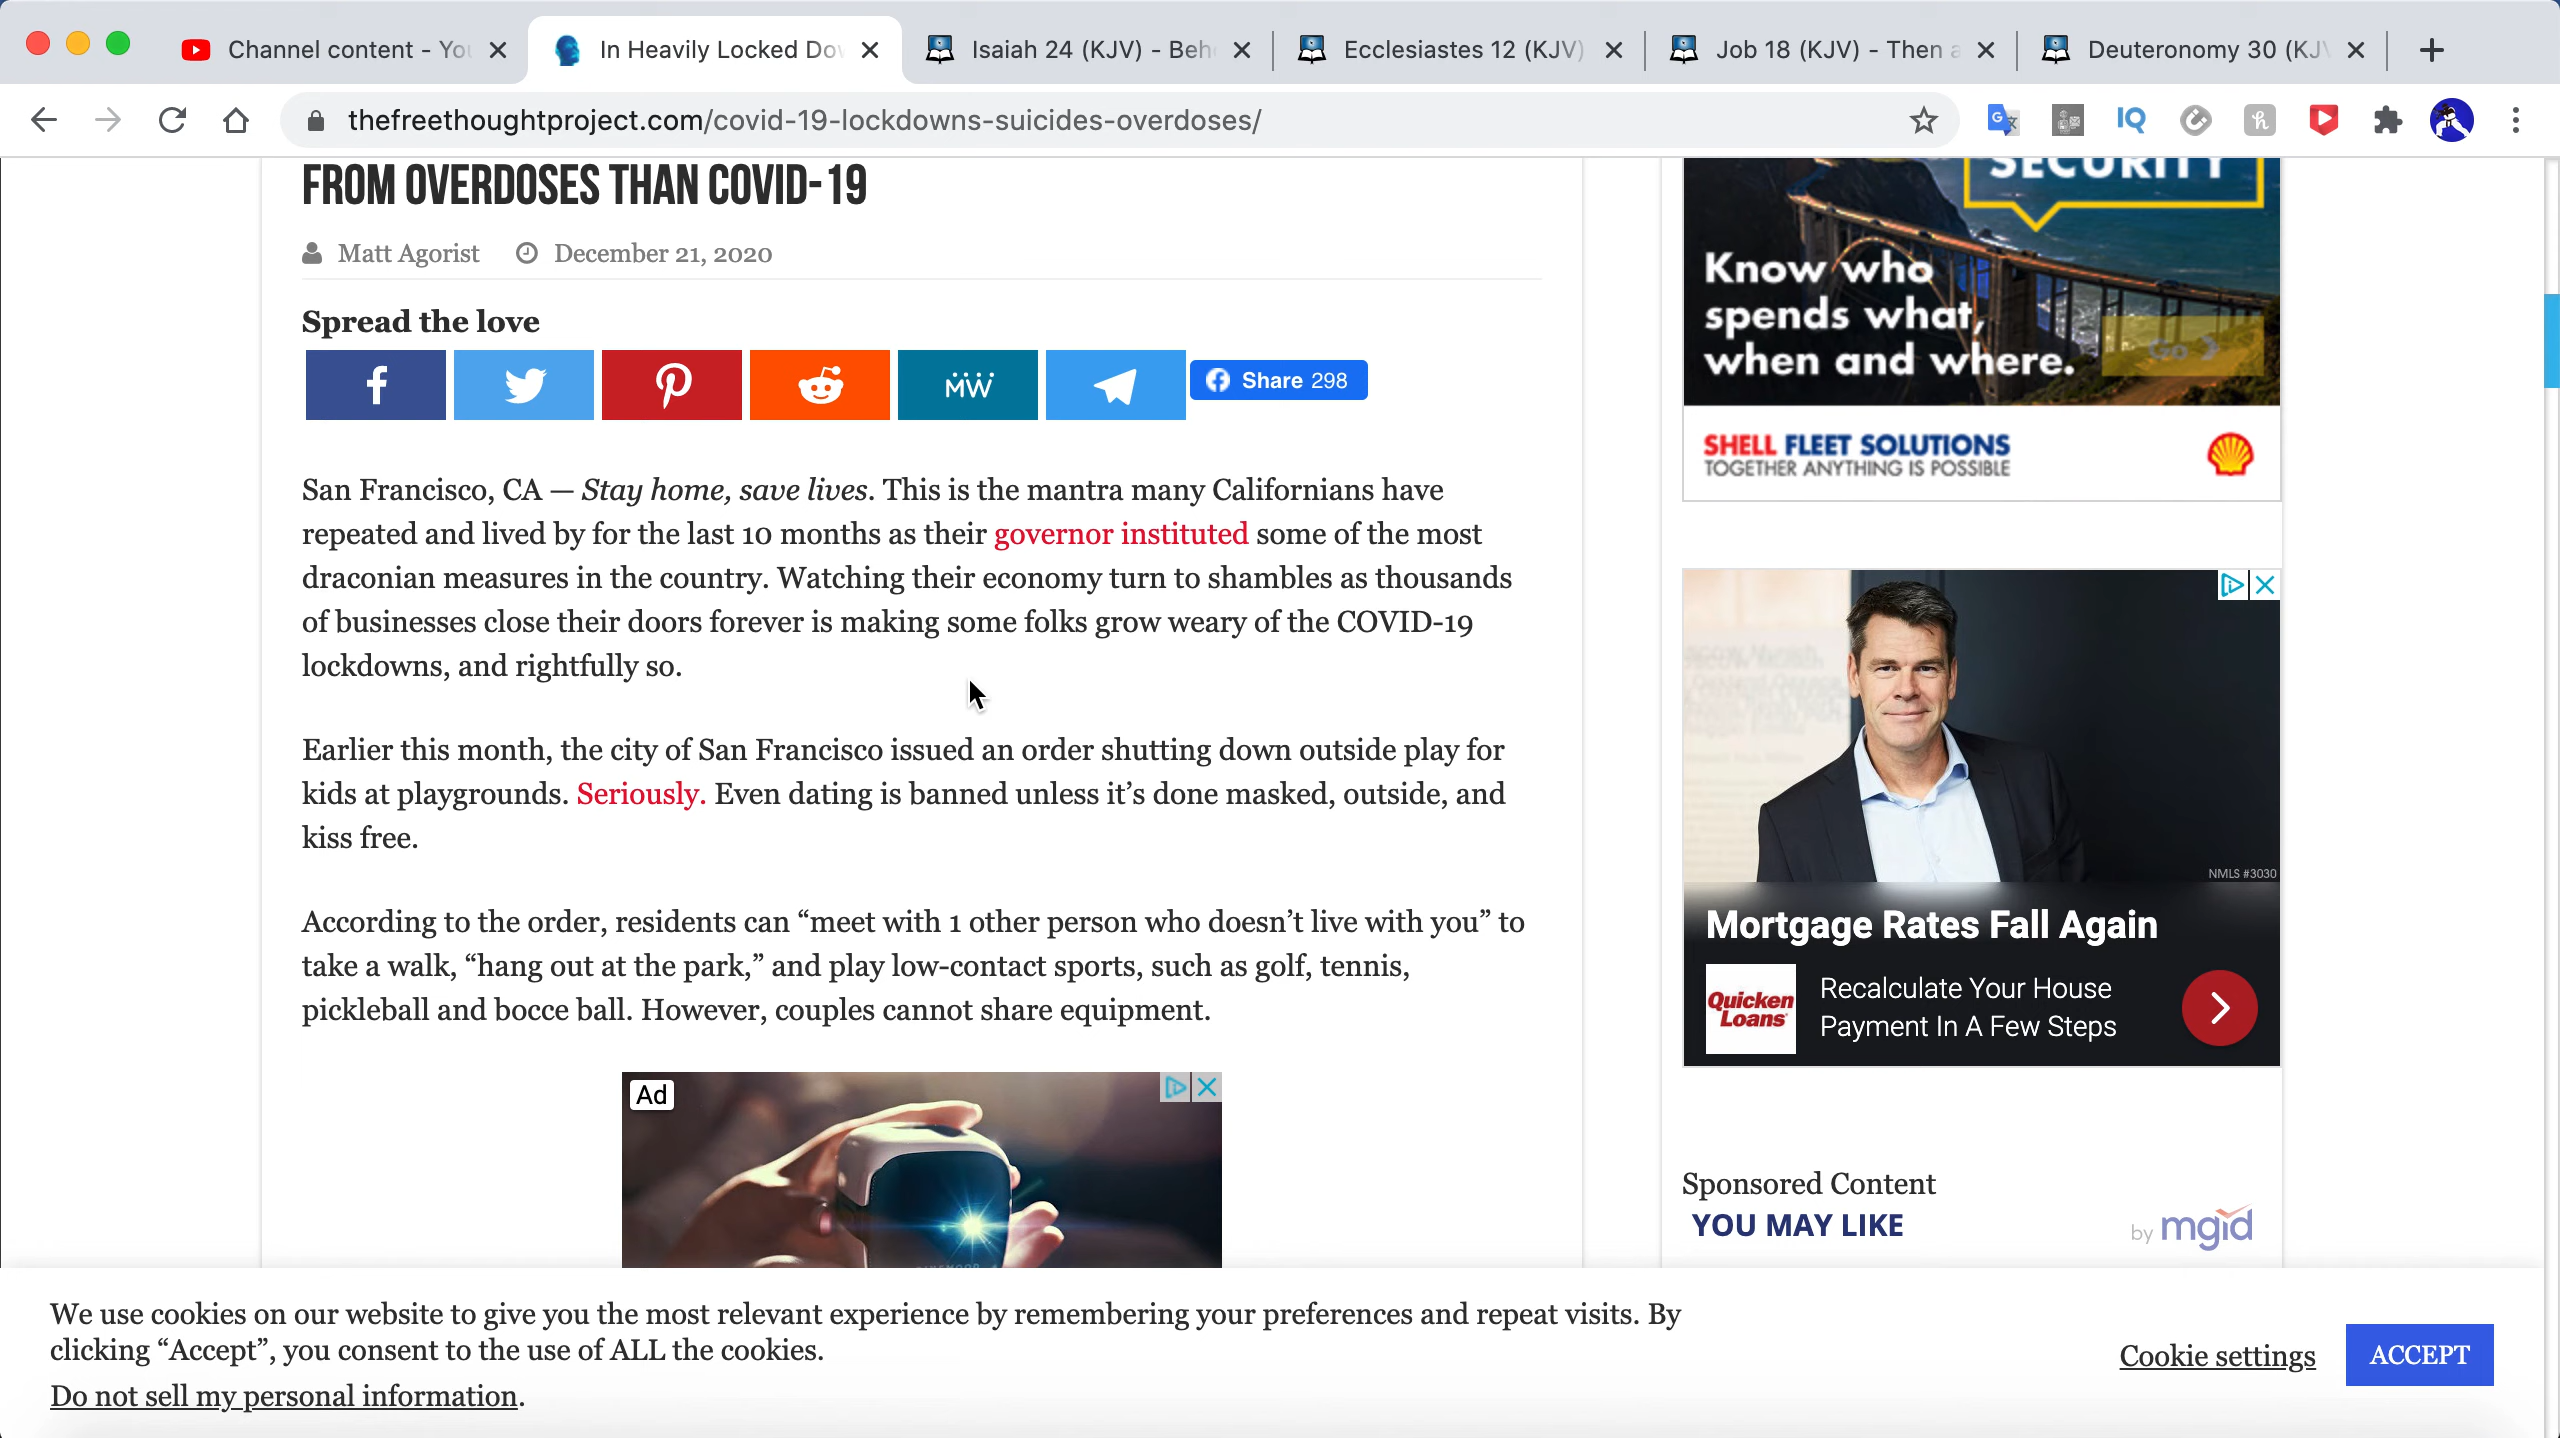 Channel content - You
In Heavily Locked Dov
Isaiah 24 (KJV) - Beh
Ecclesiastes 12 (KJV)
Job 18 (KJV) - Then a
Deuteronomy 30 (KJV
thefreethoughtproject.com/covid-19-lockdowns-suicides-overdoses/
IQ
FROM OVERDOSES THAN COVID-19
Matt Agorist December 21, 2020
Spread the love
MW
Share 298
San Francisco, CA — Stay home, save lives. This is the mantra many Californians have
repeated and lived by for the last 10 months as their governor instituted some of the most
draconian measures in the country. Watching their economy turn to shambles as thousands
of businesses close their doors forever is making some folks grow weary of the COVID-19
lockdowns, and rightfully so.
Earlier this month, the city of San Francisco issued an order shutting down outside play for
kids at playgrounds. Seriously. Even dating is banned unless it’s done masked, outside, and
kiss free.
According to the order, residents can “meet with 1 other person who doesn’t live with you” to
take a walk, “hang out at the park,” and play low-contact sports, such as golf, tennis,
pickleball and bocce ball. However, couples cannot share equipment.
Ad
SECURITY
Know who
spends what,
when and where.
Go
SHELL FLEET SOLUTIONS
TOGETHER ANYTHING IS POSSIBLE
NMLS #3030
Mortgage Rates Fall Again
Quicken
Loans
Recalculate Your House
Payment In A Few Steps
Sponsored Content
YOU MAY LIKE
by mgid
We use cookies on our website to give you the most relevant experience by remembering your preferences and repeat visits. By
clicking “Accept”, you consent to the use of ALL the cookies.
Do not sell my personal information.
Cookie settings
ACCEPT